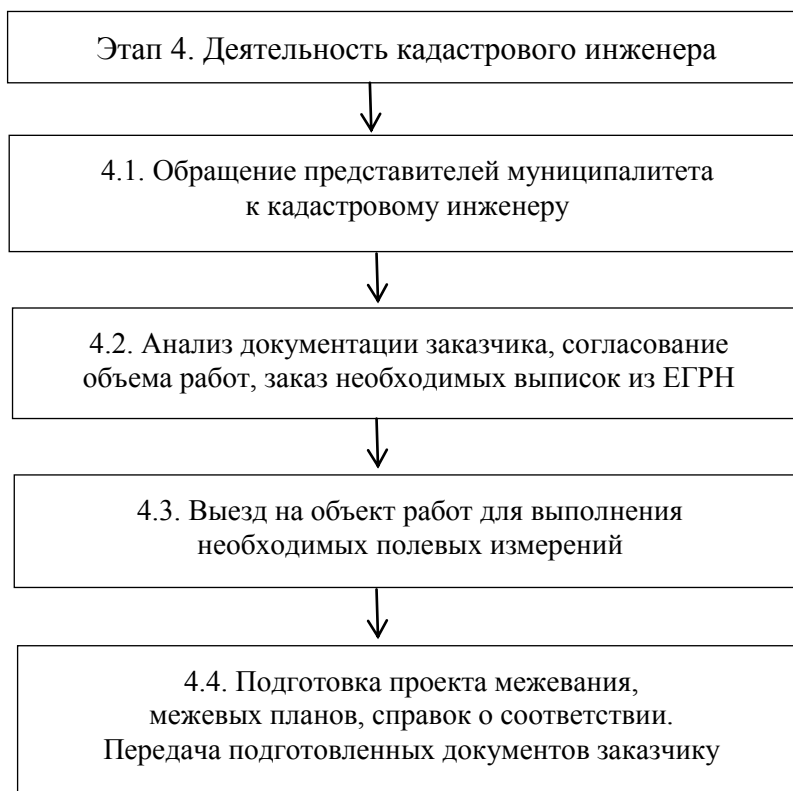 Этап 4. Деятельность кадастрового инженера
4.1. Обращение представителей муниципалитета
к кадастровому инженеру
4.2. Анализ документации заказчика, согласование
объема работ, заказ необходимых выписок из ЕГРН
4.3. Выезд на объект работ для выполнения
необходимых полевых измерений
4.4. Подготовка проекта межевания,
межевых планов, справок о соответствии.
Передача подготовленных документов заказчику